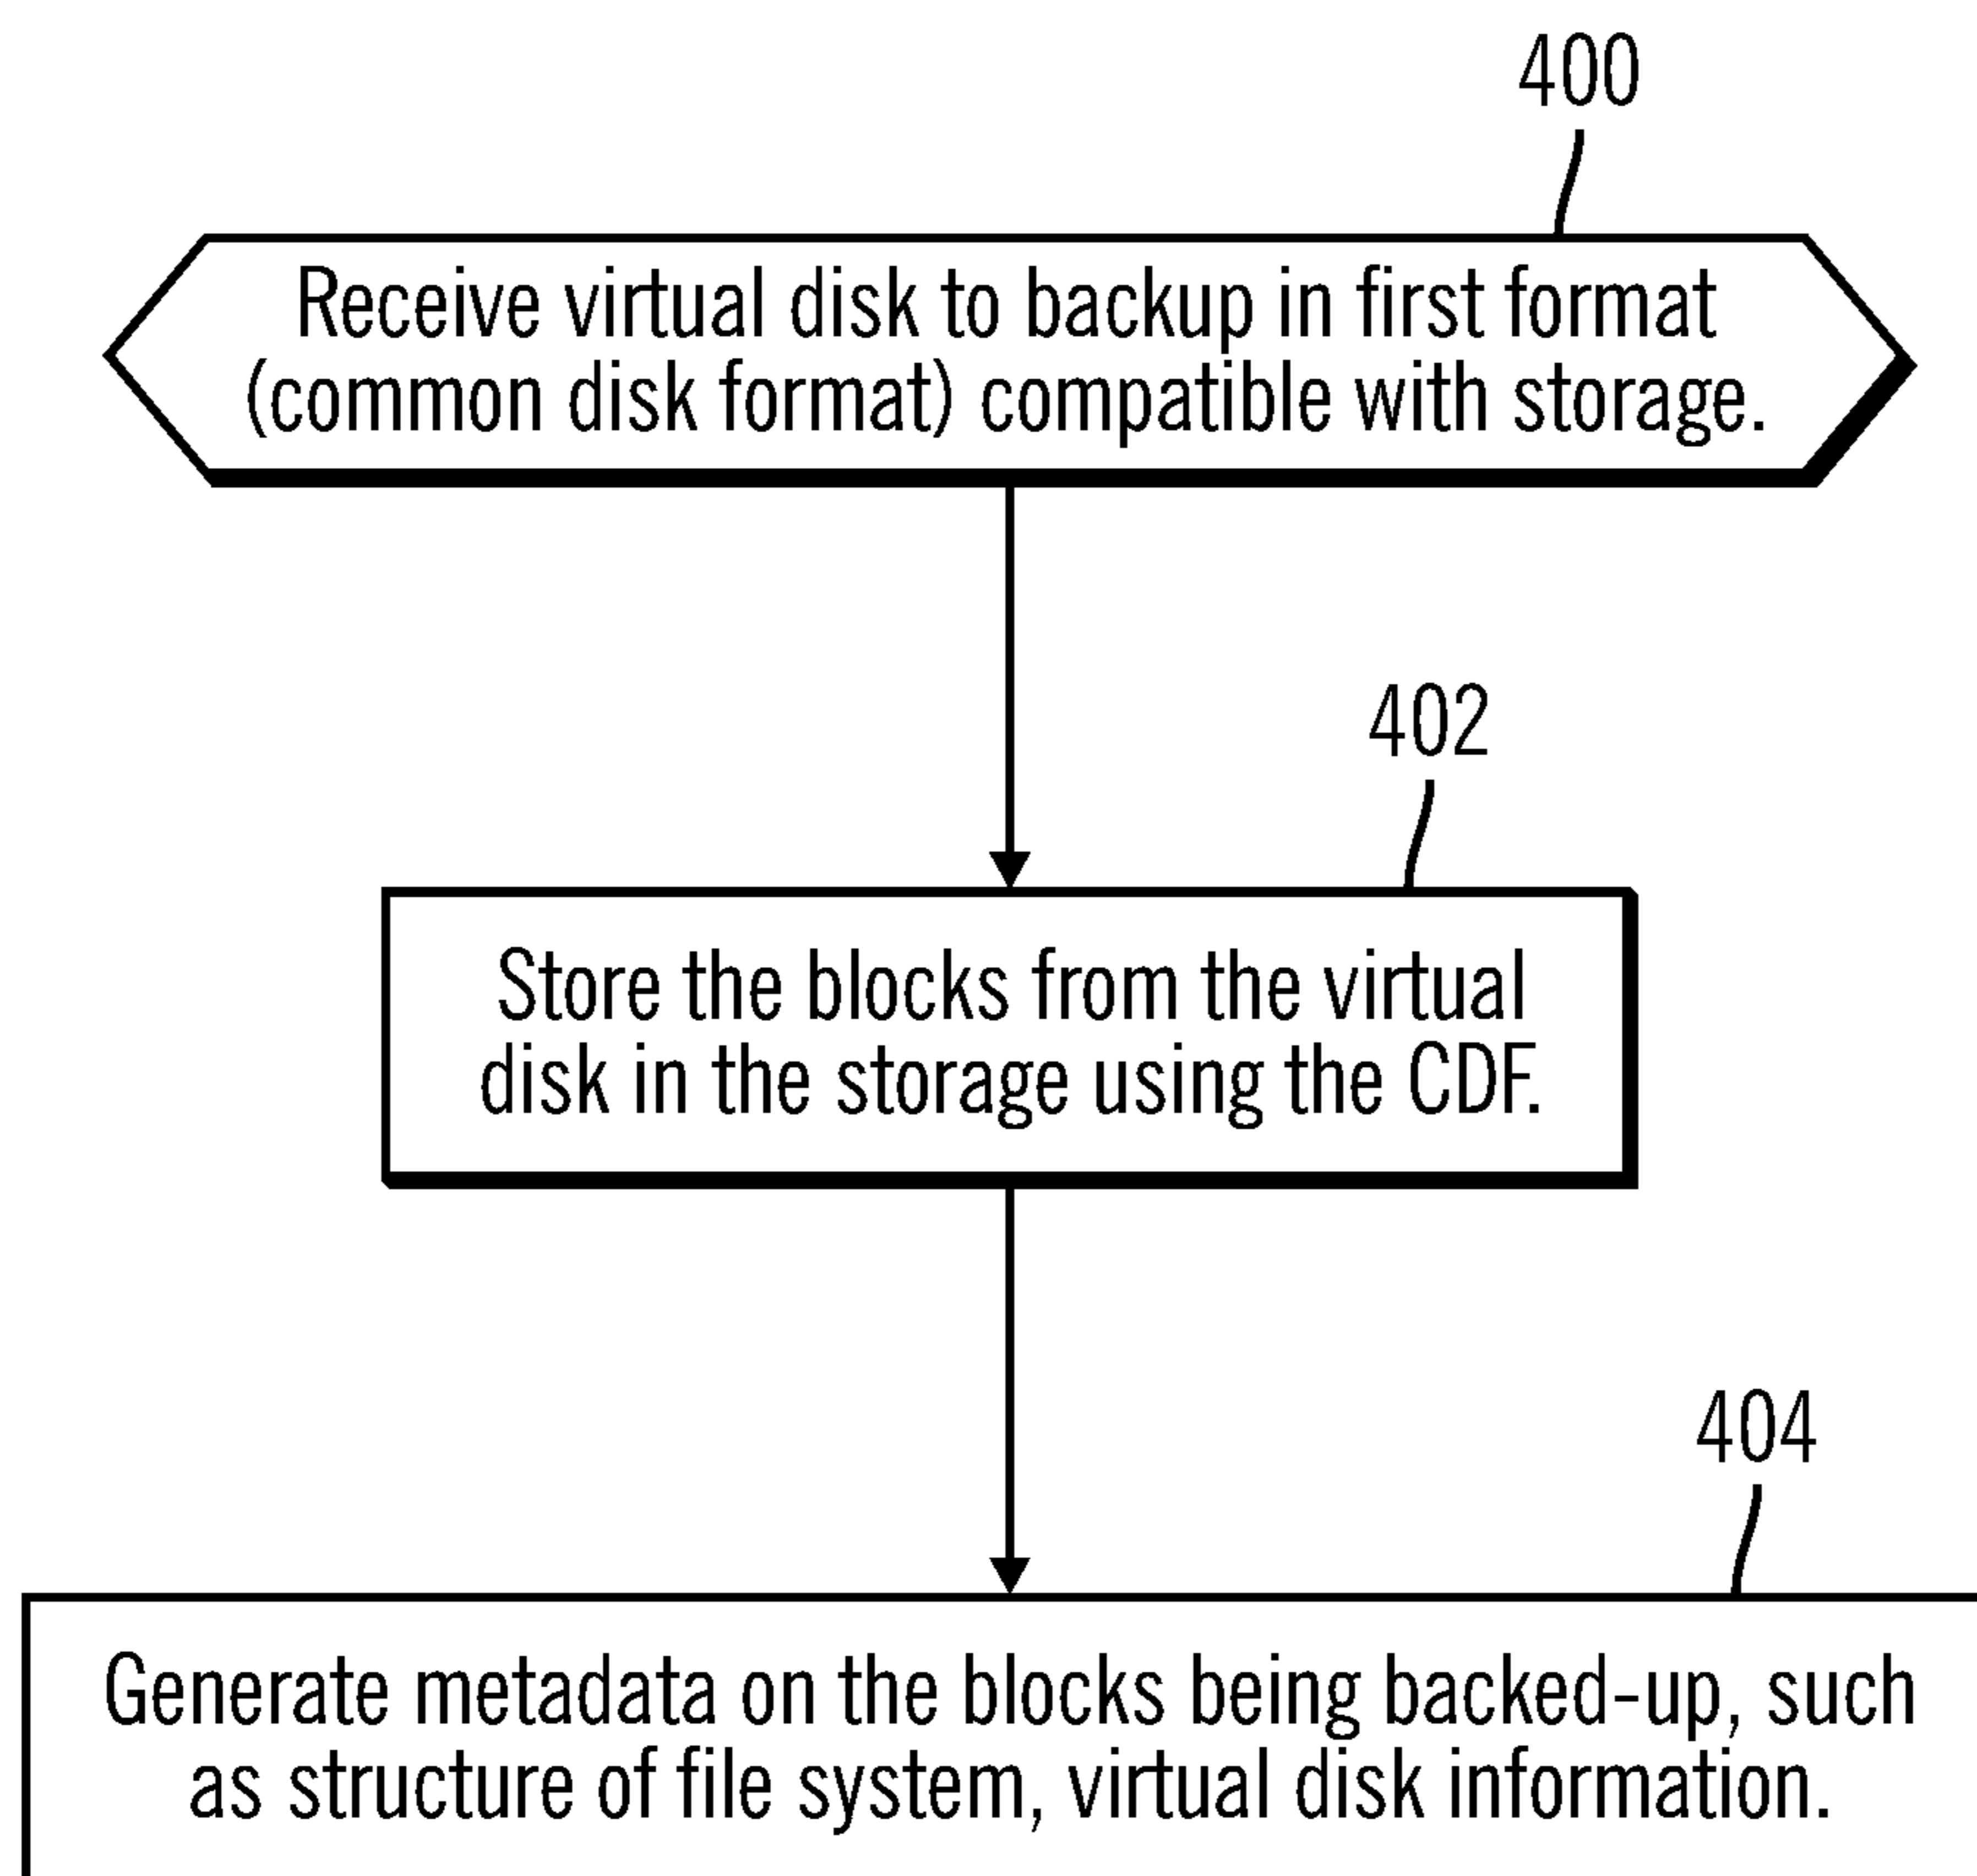 400
Receive virtual disk to backup in first format
(common disk format) compatible with storage.
402
Store the blocks from the virtual
disk in the storage using the CDF.
404
Generate metadata on the blocks being backed-up, such
as structure of file system, virtual disk information.